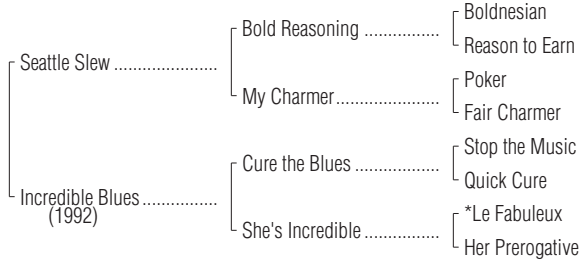 Boldnesian
Bold Reasoning ................
Reason to Earn
Seattle Slew ......................
Poker
My Charmer......................
Fair Charmer
Stop the Music
Cure the Blues ..................
Quick Cure
Incredible Blues................
(1992)
*Le Fabuleux
She's Incredible ................
Her Prerogative